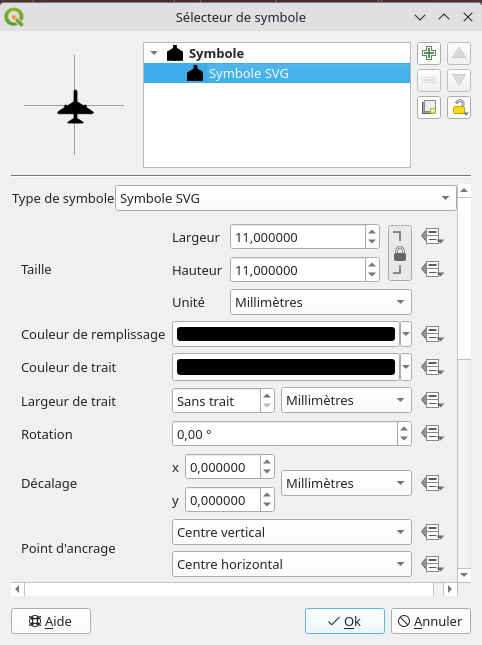 Sélecteur de symbole
Symbole
Symbole SVG
Type de symbole Symbole SVG
Largeur 11,000000
Taille
Hauteur 11,000000
Unité Millimètres
Couleur de remplissage
Couleur de trait
Largeur de trait Sans trait Millimètres
Rotation 0,00 °
x 0,000000
Décalage Millimètres
y 0,000000
Centre vertical
Point d'ancrage
Centre horizontal
Aide Ok Annuler